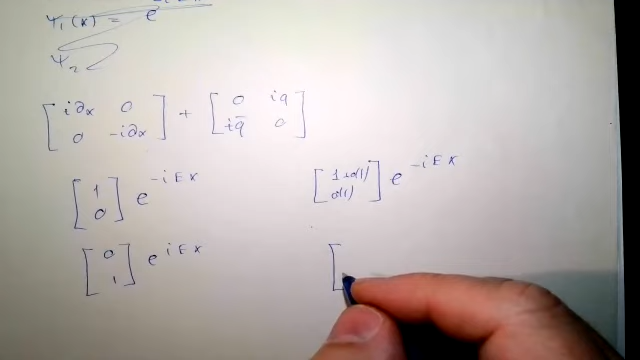 Ψ₁(x) = e
Ψ₂
[ i∂x 0 ; 0 -i∂x ] + [ 0 iq ; iq̅ 0 ]
[ 1 ; 0 ] e^{-iEx} [ 1+o(1) ; o(1) ] e^{-iEx}
[ 0 ; 1 ] e^{iEx} [